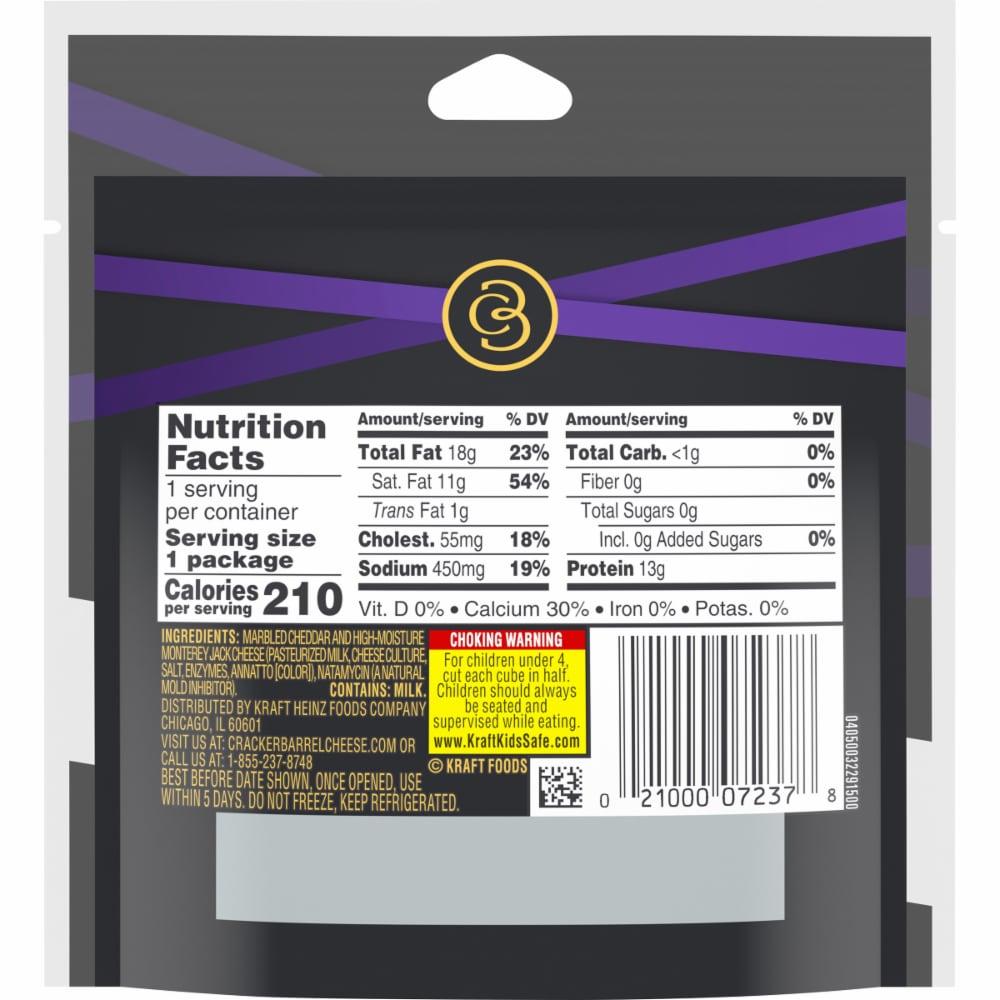 CB
Nutrition
Facts
1 serving
per container
Serving size
1 package
Calories 210
per serving
Amount/serving % DV
Total Fat 18g 23%
Sat. Fat 11g 54%
Trans Fat 1g
Cholest. 55mg 18%
Sodium 450mg 19%
Amount/serving % DV
Total Carb. <1g 0%
Fiber 0g 0%
Total Sugars 0g
Incl. 0g Added Sugars 0%
Protein 13g
Vit. D 0% • Calcium 30% • Iron 0% • Potas. 0%
INGREDIENTS: MARBLED CHEDDAR AND HIGH-MOISTURE
MONTEREY JACK CHEESE (PASTEURIZED MILK, CHEESE CULTURE,
SALT, ENZYMES, ANNATTO [COLOR]), NATAMYCIN (A NATURAL
MOLD INHIBITOR). CONTAINS: MILK.
DISTRIBUTED BY KRAFT HEINZ FOODS COMPANY
CHICAGO, IL 60601
VISIT US AT: CRACKERBARRELCHEESE.COM OR
CALL US AT: 1-855-237-8748
BEST BEFORE DATE SHOWN, ONCE OPENED, USE
WITHIN 5 DAYS. DO NOT FREEZE, KEEP REFRIGERATED.
CHOKING WARNING
For children under 4,
cut each cube in half.
Children should always
be seated and
supervised while eating.
www.KraftKidsSafe.com
© KRAFT FOODS
0 21000 07237 8
04050032291500